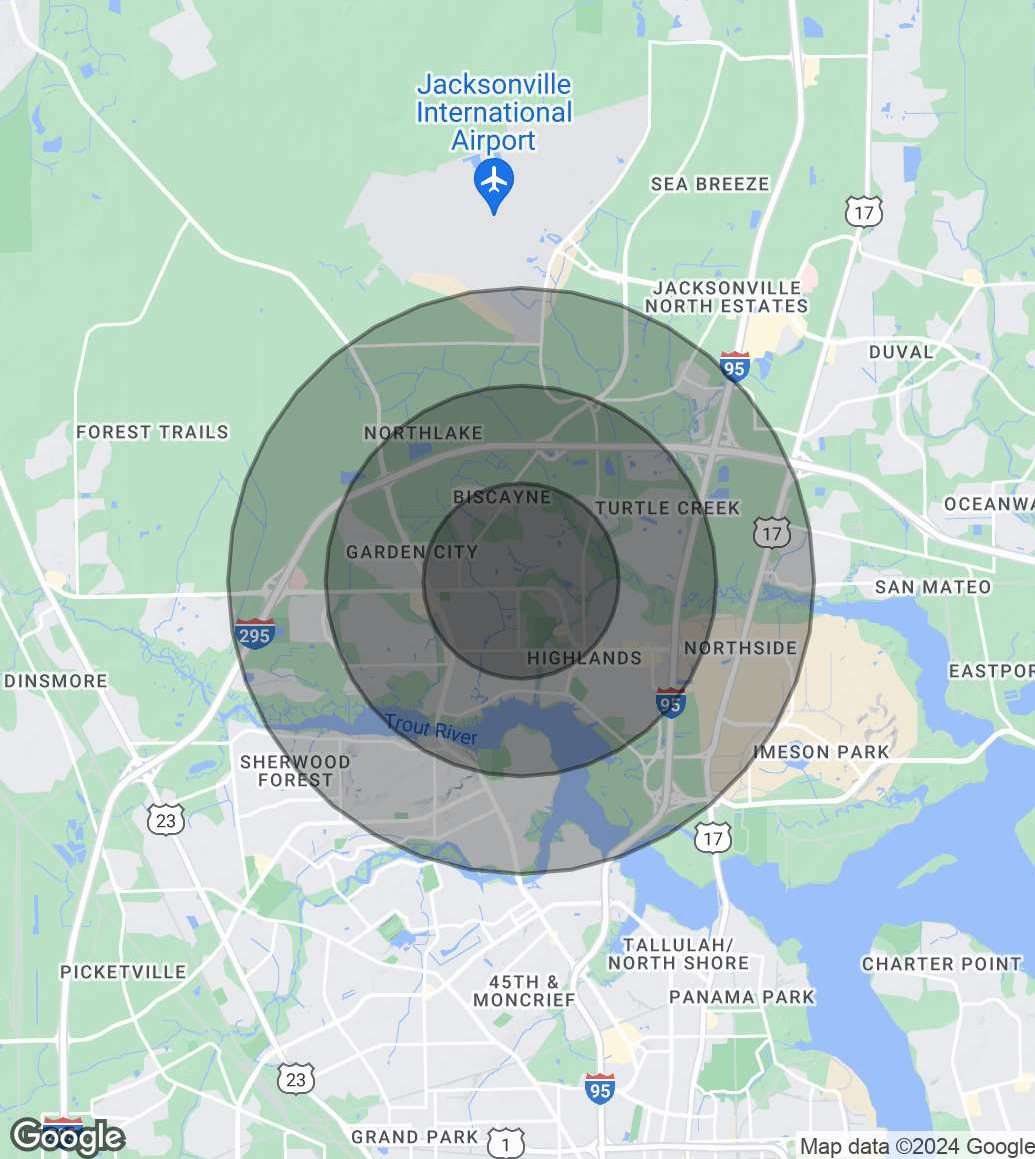 Jacksonville
International
Airport
SEA BREEZE
17
JACKSONVILLE
NORTH ESTATES
DUVAL
95
FOREST TRAILS
NORTHLAKE
BISCAYNE
TURTLE CREEK
OCEANWA
17
GARDEN CITY
SAN MATEO
295
HIGHLANDS
NORTHSIDE
DINSMORE
EASTPOR
95
Trout River
SHERWOOD
FOREST
IMESON PARK
23
17
TALLULAH/
NORTH SHORE
CHARTER POINT
PICKETVILLE
45TH &
MONCRIEF
PANAMA PARK
23
95
GRAND PARK
1
Google
Map data ©2024 Google